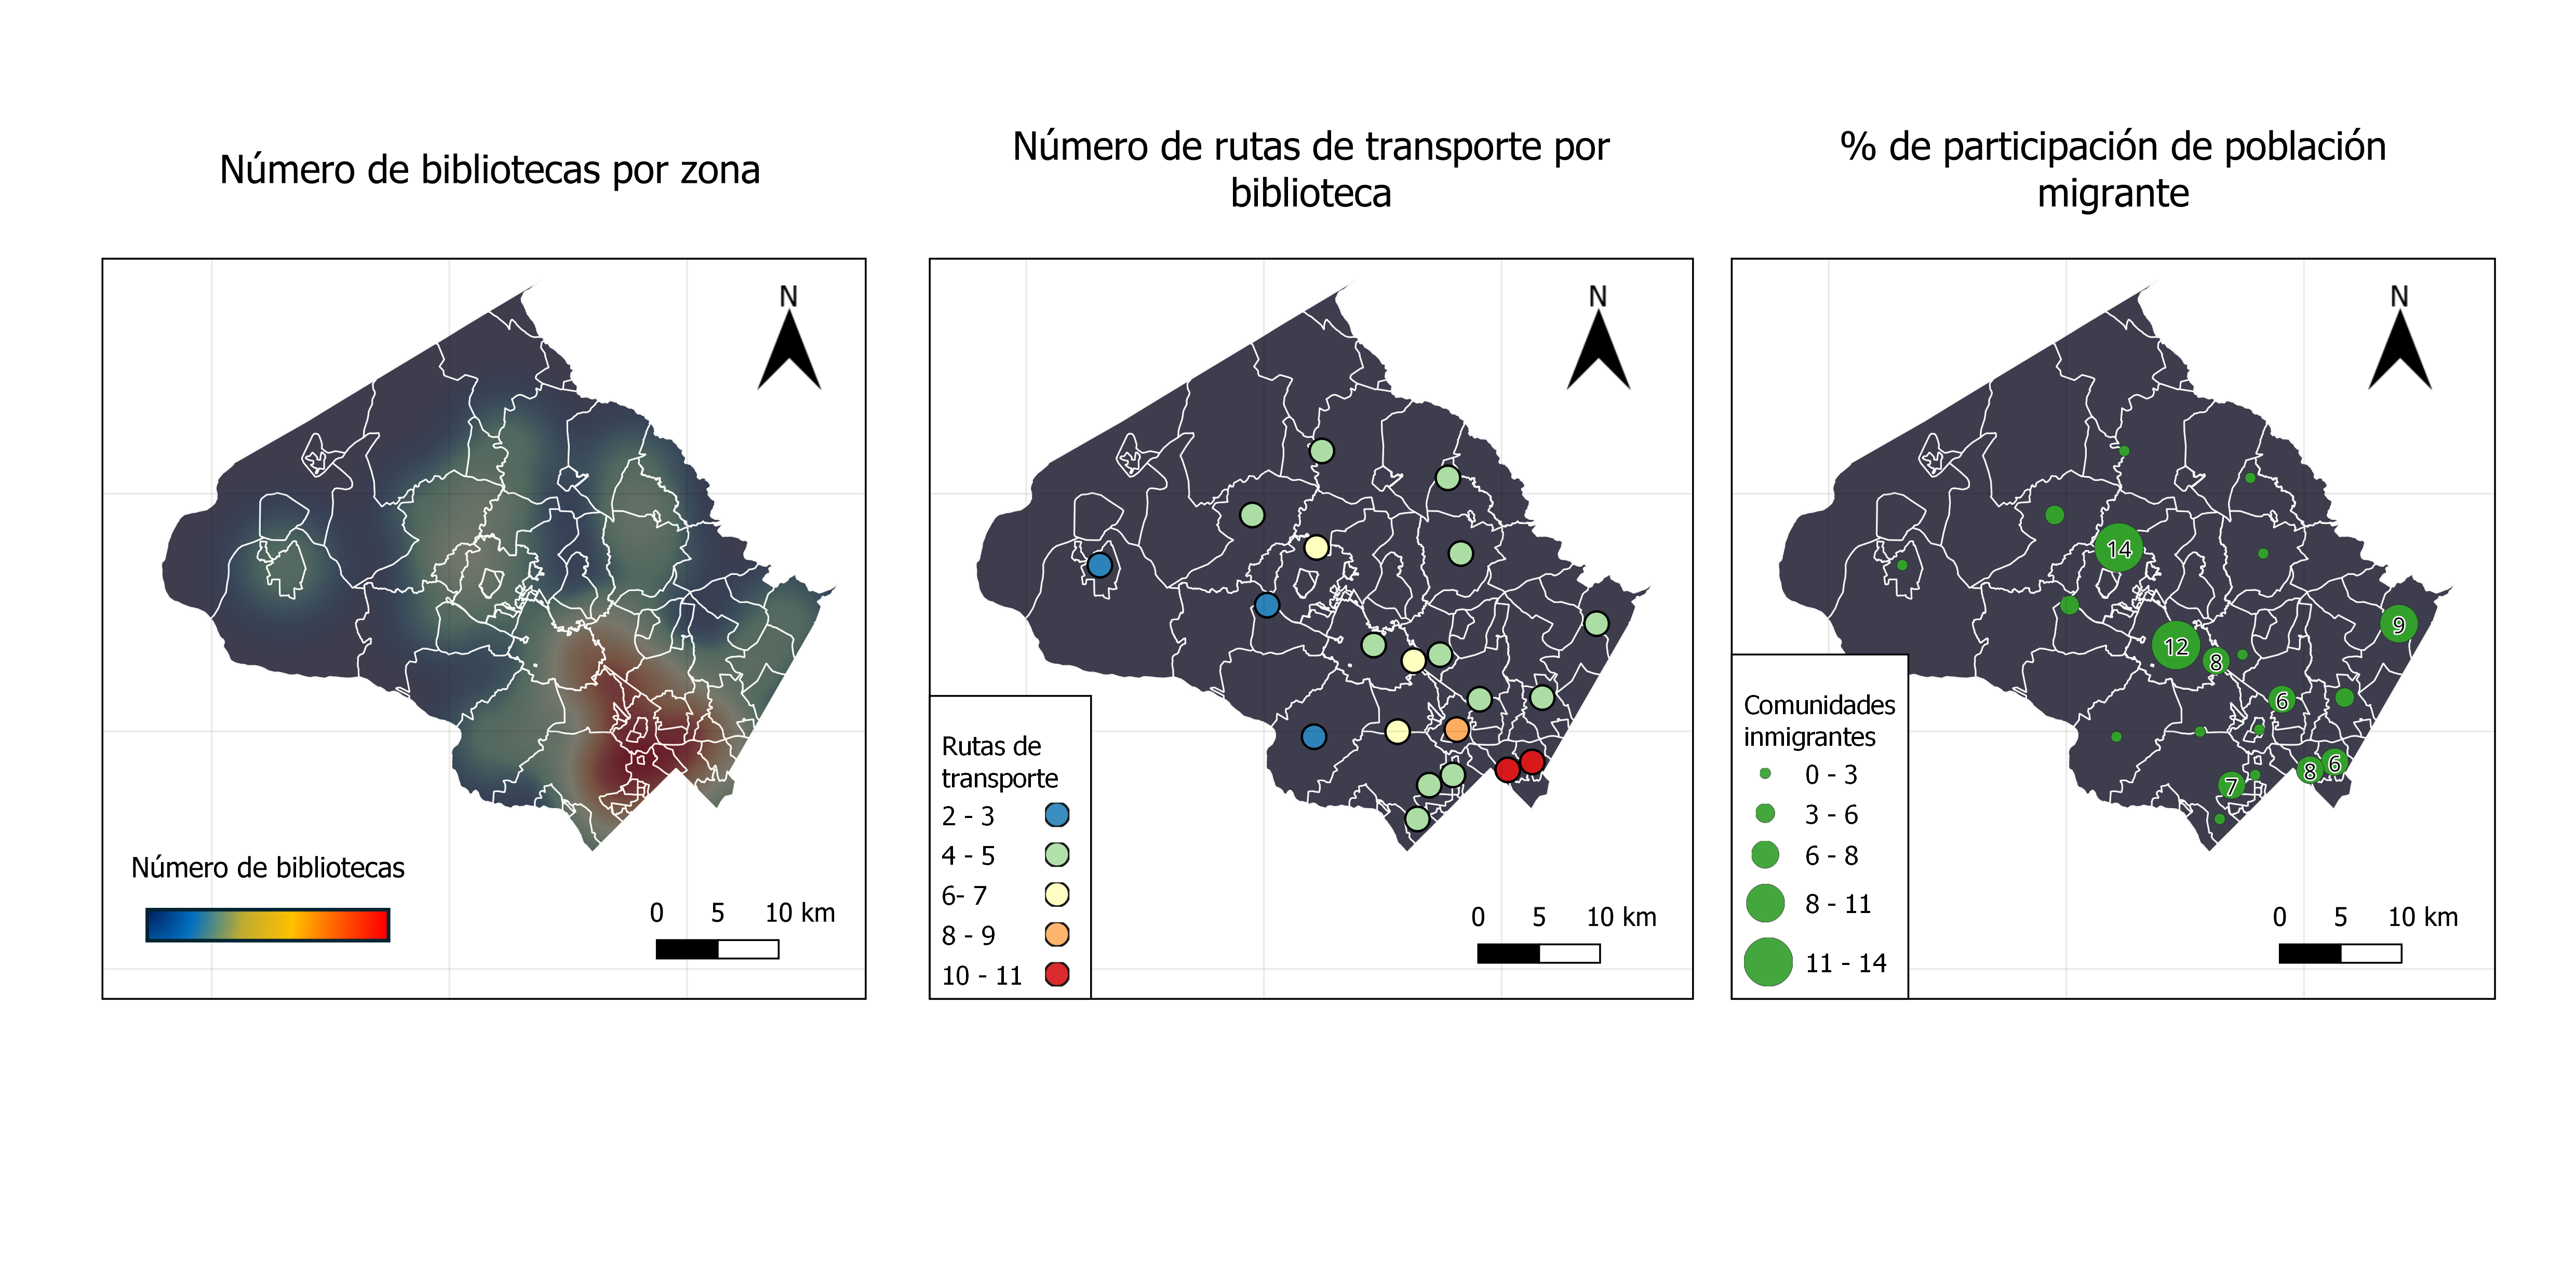 Número de bibliotecas por zona
Número de rutas de transporte por
biblioteca
% de participación de población
migrante
N
Número de bibliotecas
0 5 10 km
N
Rutas de
transporte
2 - 3
4 - 5
6- 7
8 - 9
10 - 11
0 5 10 km
N
14
9
12
8
6
6
8
7
Comunidades
inmigrantes
0 - 3
3 - 6
6 - 8
8 - 11
11 - 14
0 5 10 km